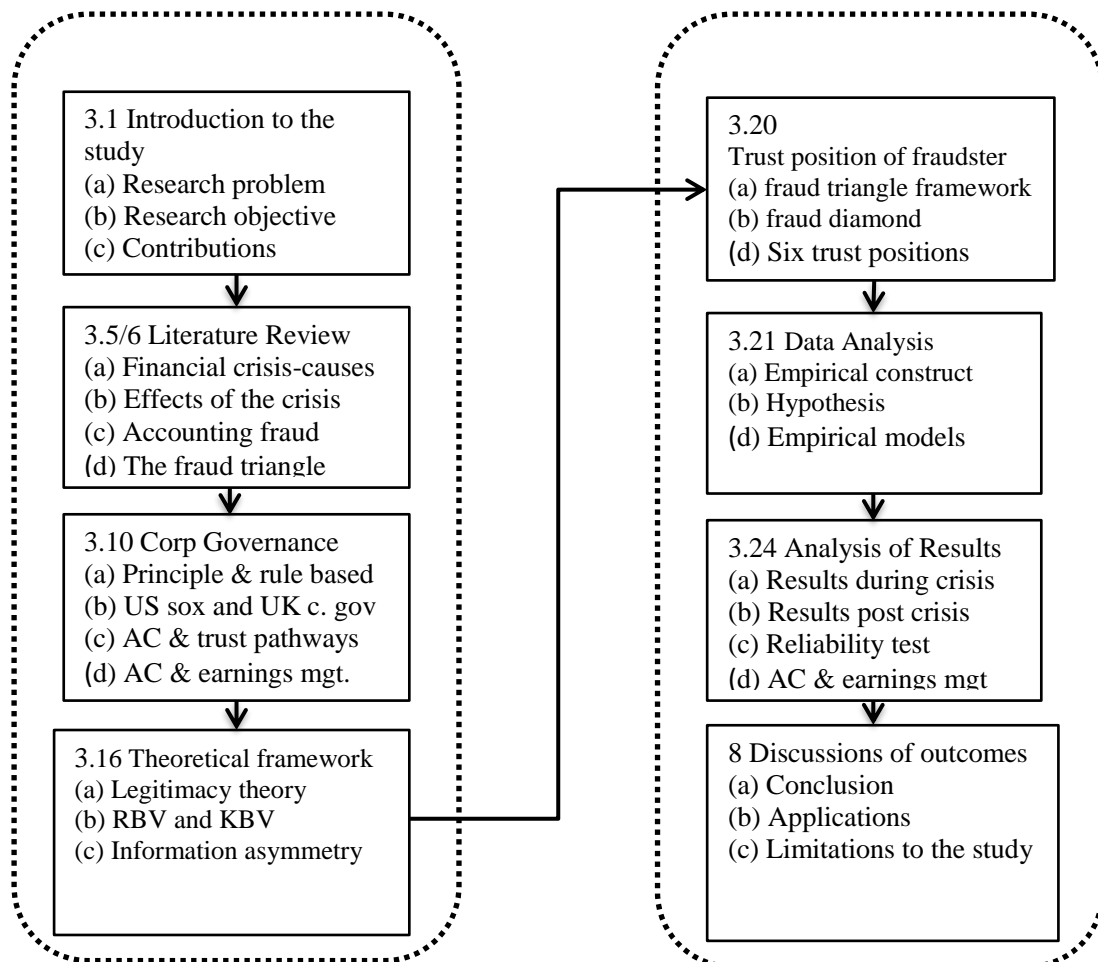 3.1 Introduction to the
study
(a) Research problem
(b) Research objective
(c) Contributions
3.5/6 Literature Review
(a) Financial crisis-causes
(b) Effects of the crisis
(c) Accounting fraud
(d) The fraud triangle
3.10 Corp Governance
(a) Principle & rule based
(b) US sox and UK c. gov
(c) AC & trust pathways
(d) AC & earnings mgt.
3.16 Theoretical framework
(a) Legitimacy theory
(b) RBV and KBV
(c) Information asymmetry
3.20
Trust position of fraudster
(a) fraud triangle framework
(b) fraud diamond
(d) Six trust positions
3.21 Data Analysis
(a) Empirical construct
(b) Hypothesis
(d) Empirical models
3.24 Analysis of Results
(a) Results during crisis
(b) Results post crisis
(c) Reliability test
(d) AC & earnings mgt
8 Discussions of outcomes
(a) Conclusion
(b) Applications
(c) Limitations to the study